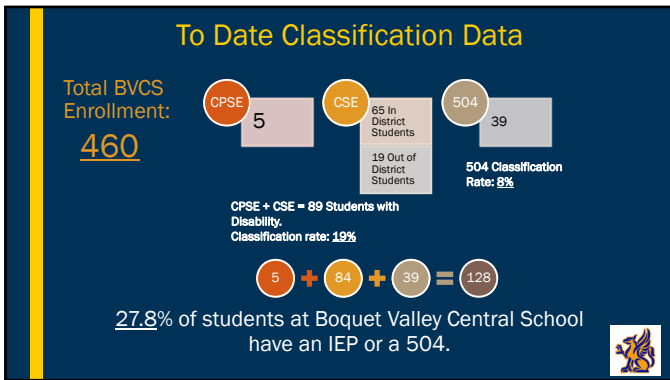 To Date Classification Data
Total BVCS
Enrollment:
460
CPSE
5
CSE
65 In
District
Students
19 Out of
District
Students
504
39
504 Classification
Rate: 8%
CPSE + CSE = 89 Students with
Disability.
Classification rate: 19%
5 + 84 + 39 = 128
27.8% of students at Boquet Valley Central School
have an IEP or a 504.